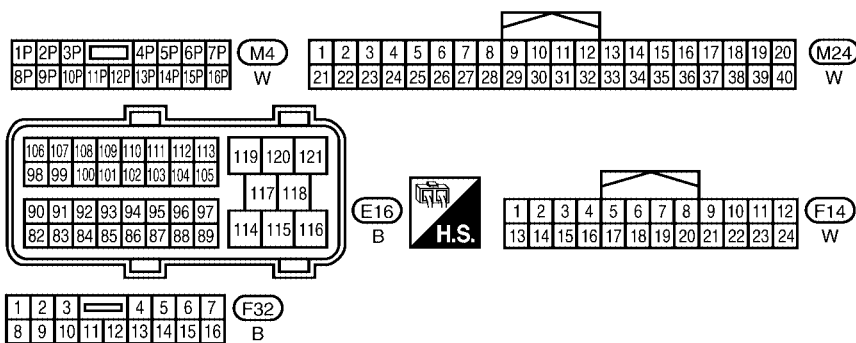 1P 2P 3P 4P 5P 6P 7P
8P 9P 10P 11P 12P 13P 14P 15P 16P
M4
W
1 2 3 4 5 6 7 8 9 10 11 12 13 14 15 16 17 18 19 20
21 22 23 24 25 26 27 28 29 30 31 32 33 34 35 36 37 38 39 40
M24
W
106 107 108 109 110 111 112 113
98 99 100 101 102 103 104 105
90 91 92 93 94 95 96 97
82 83 84 85 86 87 88 89
119 120 121
117 118
114 115 116
E16
B
H.S.
1 2 3 4 5 6 7 8 9 10 11 12
13 14 15 16 17 18 19 20 21 22 23 24
F14
W
1 2 3 4 5 6 7
8 9 10 11 12 13 14 15 16
F32
B